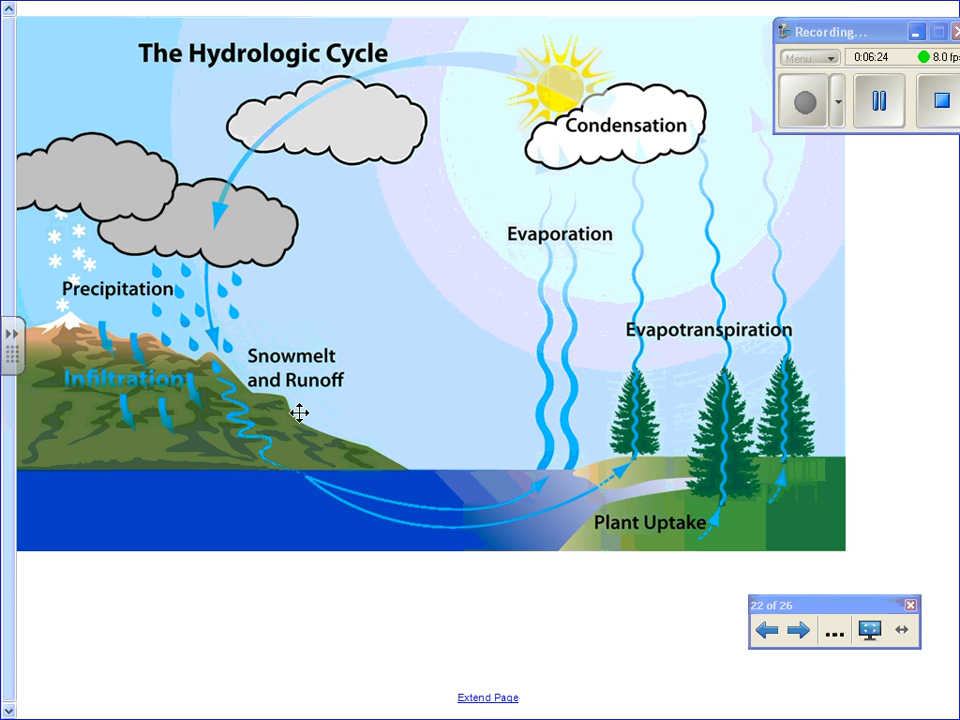 The Hydrologic Cycle
Recording...
Menu
0:06:24
8.0 fp
Condensation
Evaporation
Precipitation
Evapotranspiration
Snowmelt
and Runoff
Infiltration
Plant Uptake
22 of 26
...
Extend Page